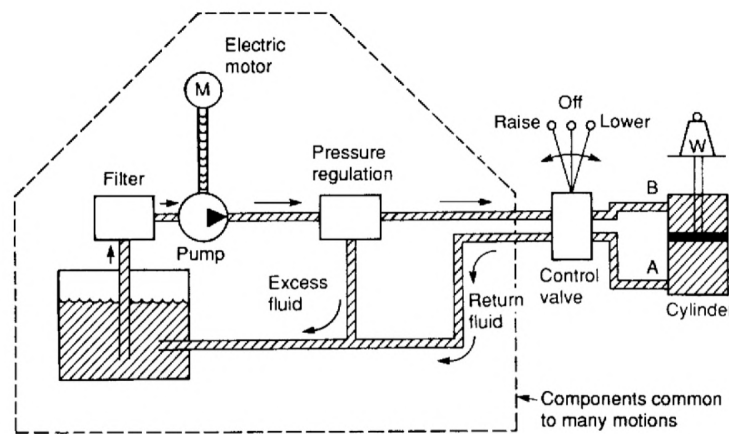 Electric
motor
M
Off
Raise
Lower
Pressure
regulation
Filter
W
B
Pump
A
Excess
fluid
Return
fluid
Control
valve
Cylinder
Components common
to many motions